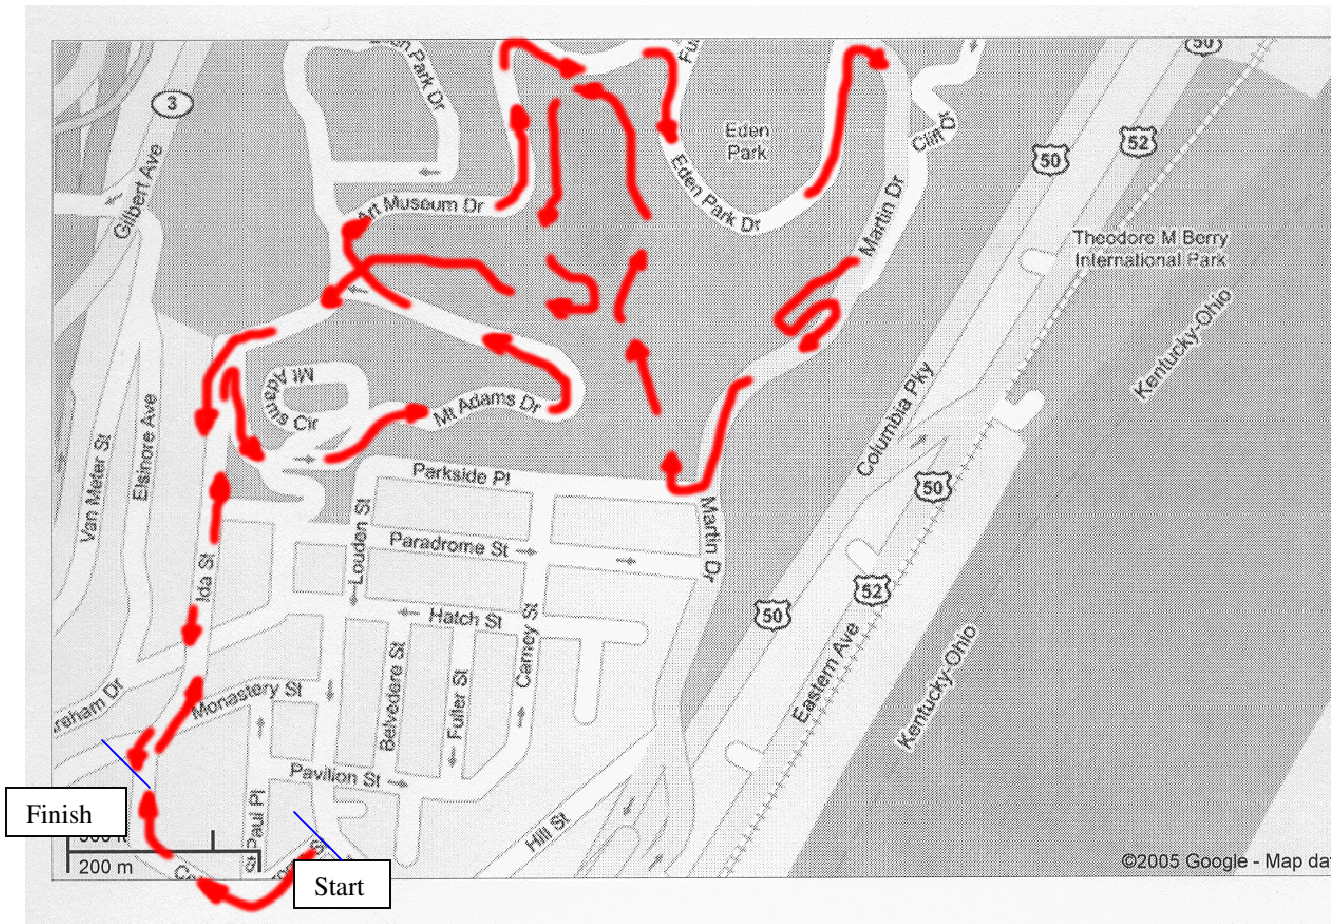 50
3
Park Dr
Gilbert Ave
Eden
Park
Cliff Dr
50
52
Art Museum Dr
Eden Park Dr
Martin Dr
Theodore M Berry
International Park
Kentucky-Ohio
Kentucky-Ohio
Mt
Adams Cir
Mt Adams Dr
Columbia Pky
Van Meter St
Elsinore Ave
Parkside Pl
50
Ida St
Louden St
Paradrome St
Martin Dr
50
52
Hatch St
Carney St
Belvedere St
Fuller St
Eastern Ave
Kentucky-Ohio
Monastery St
Pavilion St
Hill St
Finish
200 m
Start
©2005 Google - Map da